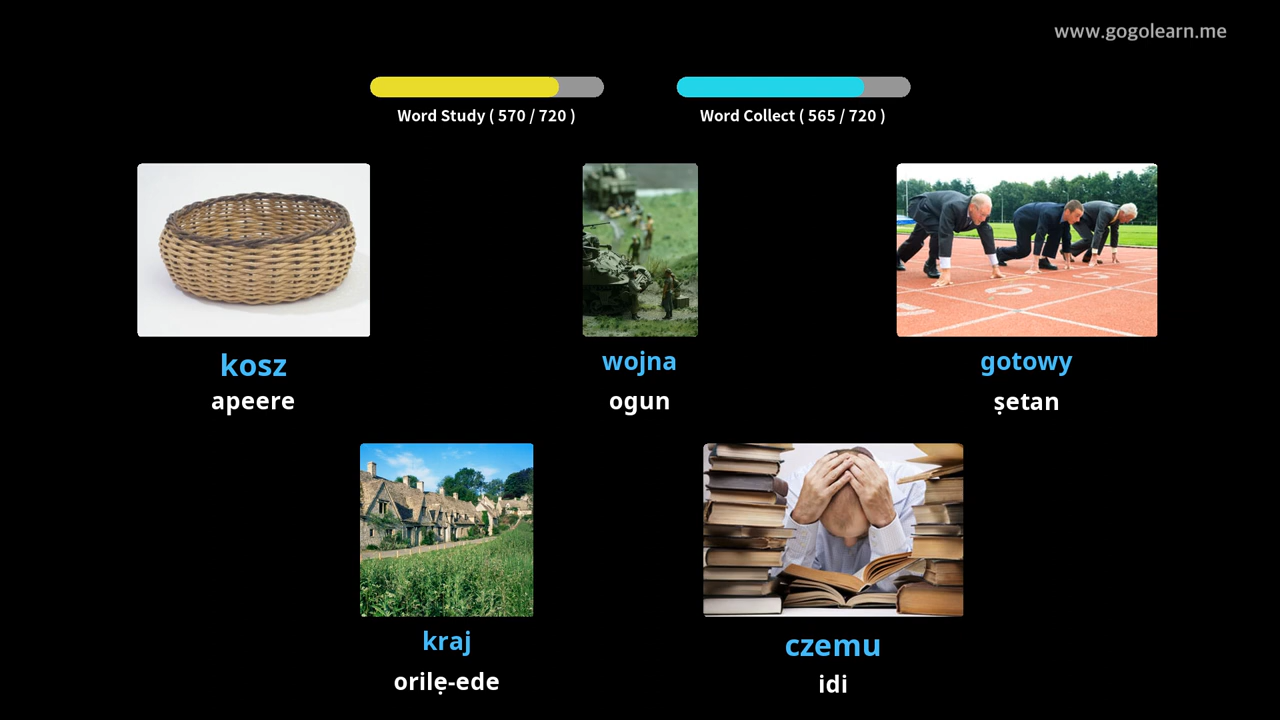 www.gogolearn.me
Word Study ( 570 / 720 )
Word Collect ( 565 / 720 )
kosz
apeere
wojna
ogun
gotowy
ṣetan
kraj
orilẹ-ede
czemu
idi